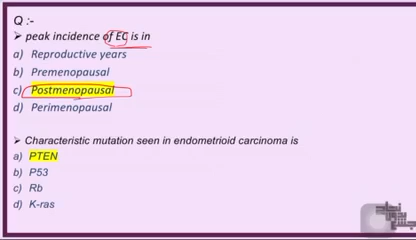 Q :-
➢ peak incidence of EC is in
a) Reproductive years
b) Premenopausal
c) Postmenopausal
d) Perimenopausal
➢ Characteristic mutation seen in endometrioid carcinoma is
a) PTEN
b) P53
c) Rb
d) K-ras